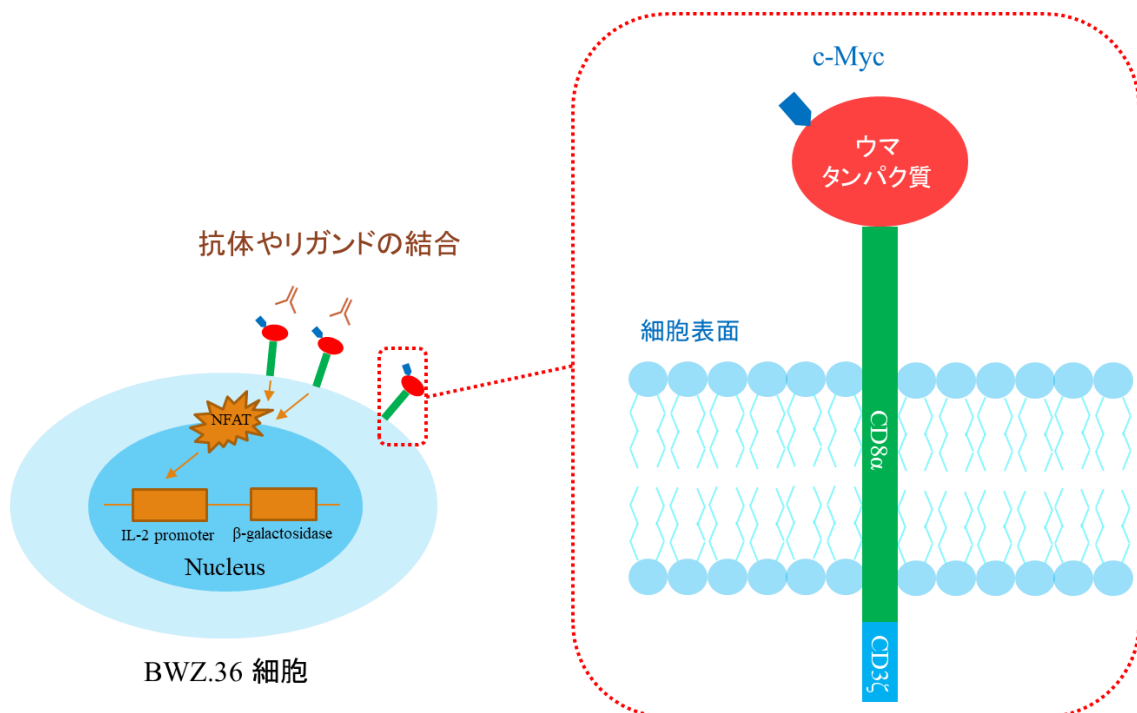 c-Myc
ウマ
タンパク質
抗体やリガンドの結合
細胞表面
NFAT
CD8α
IL-2 promoter
β-galactosidase
Nucleus
CD3ζ
BWZ.36 細胞